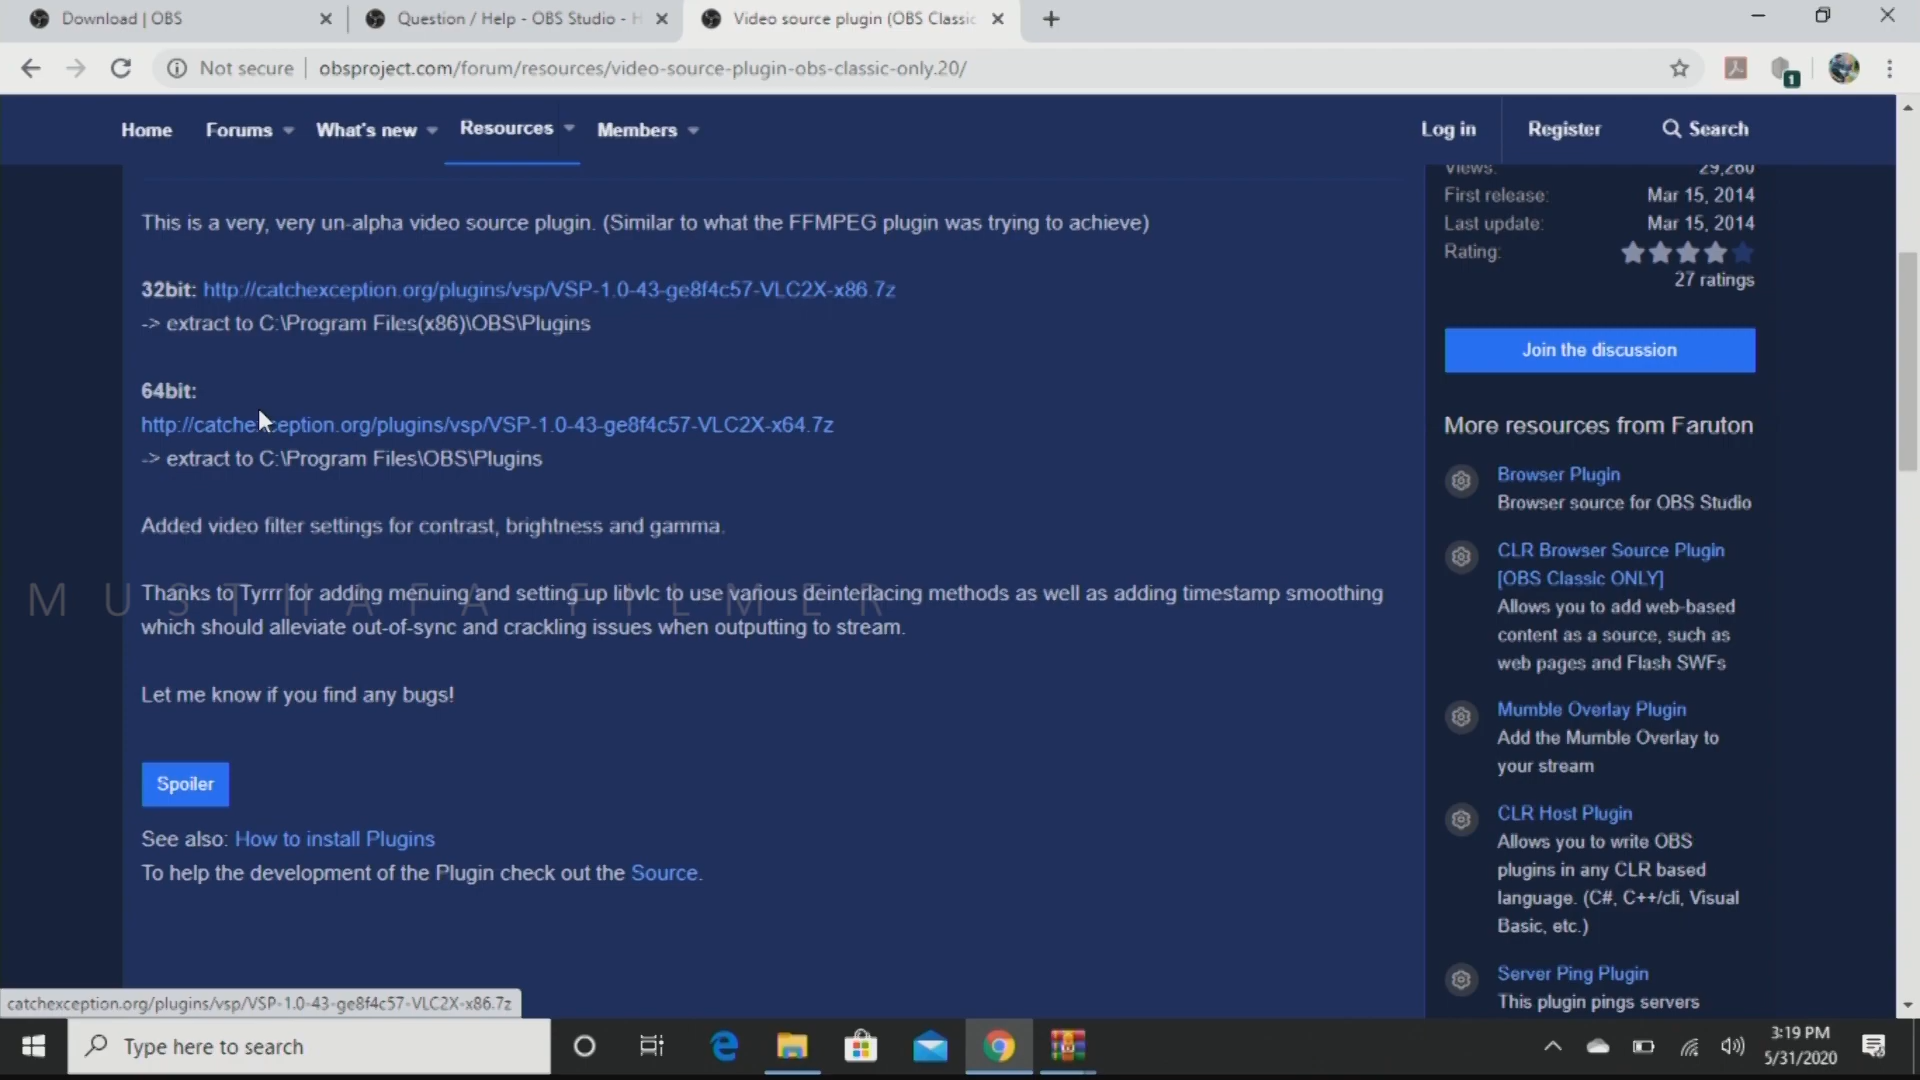 Download | OBS
Question / Help - OBS Studio - H
Video source plugin (OBS Classic
Not secure
obsproject.com/forum/resources/video-source-plugin-obs-classic-only.20/
1
Home
Forums
What's new
Resources
Members
Log in
Register
Search
This is a very, very un-alpha video source plugin. (Similar to what the FFMPEG plugin was trying to achieve)
32bit: http://catchexception.org/plugins/vsp/VSP-1.0-43-ge8f4c57-VLC2X-x86.7z
-> extract to C:\Program Files(x86)\OBS\Plugins
64bit:
http://catchexception.org/plugins/vsp/VSP-1.0-43-ge8f4c57-VLC2X-x64.7z
-> extract to C:\Program Files\OBS\Plugins
Added video filter settings for contrast, brightness and gamma.
MUSTHAFA FILMER
Thanks to Tyrrr for adding menuing and setting up libvlc to use various deinterlacing methods as well as adding timestamp smoothing
which should alleviate out-of-sync and crackling issues when outputting to stream.
Let me know if you find any bugs!
Spoiler
See also: How to install Plugins
To help the development of the Plugin check out the Source.
Views: 29,260
First release: Mar 15, 2014
Last update: Mar 15, 2014
Rating:
27 ratings
Join the discussion
More resources from Faruton
Browser Plugin
Browser source for OBS Studio
CLR Browser Source Plugin
[OBS Classic ONLY]
Allows you to add web-based
content as a source, such as
web pages and Flash SWFs
Mumble Overlay Plugin
Add the Mumble Overlay to
your stream
CLR Host Plugin
Allows you to write OBS
plugins in any CLR based
language. (C#, C++/cli, Visual
Basic, etc.)
Server Ping Plugin
This plugin pings servers
catchexception.org/plugins/vsp/VSP-1.0-43-ge8f4c57-VLC2X-x86.7z
Type here to search
3:19 PM
5/31/2020